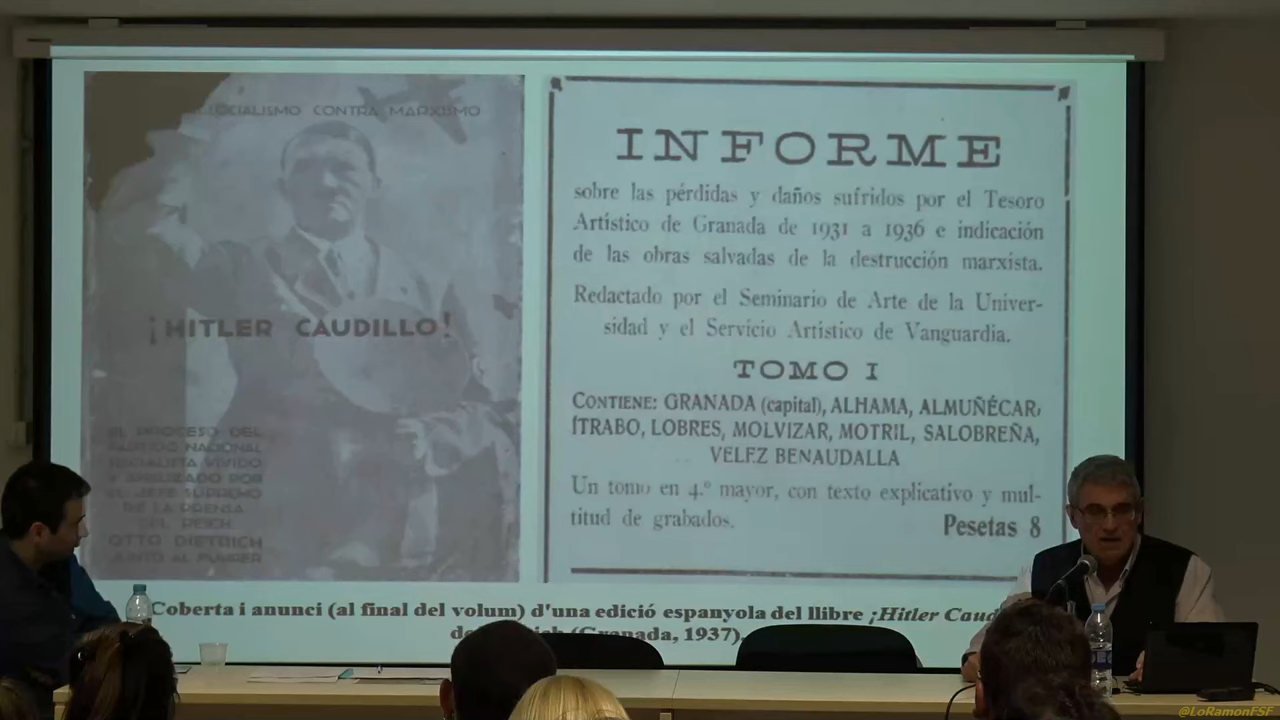 SOCIALISMO CONTRA MARXISMO
¡HITLER CAUDILLO!
EL PROCESO DEL
PARTIDO NACIONAL
SOCIALISTA VIVIDO
Y ANALIZADO POR
EL JEFE SUPREMO
DE LA PRENSA
DEL REICH
OTTO DIETRICH
JUNTO AL FUHRER
INFORME
sobre las pérdidas y daños sufridos por el Tesoro
Artístico de Granada de 1931 a 1936 e indicación
de las obras salvadas de la destrucción marxista.
Redactado por el Seminario de Arte de la Univer-
sidad y el Servicio Artístico de Vanguardia.
TOMO I
CONTIENE: GRANADA (capital), ALHAMA, ALMUÑÉCAR,
ÍTRABO, LOBRES, MOLVIZAR, MOTRIL, SALOBREÑA,
VELEZ BENAUDALLA
Un tomo en 4.º mayor, con texto explicativo y mul-
titud de grabados.
Pesetas 8
Coberta i anunci (al final del volum) d'una edició espanyola del llibre ¡Hitler
(Granada, 1937).
@LoRamonFSF